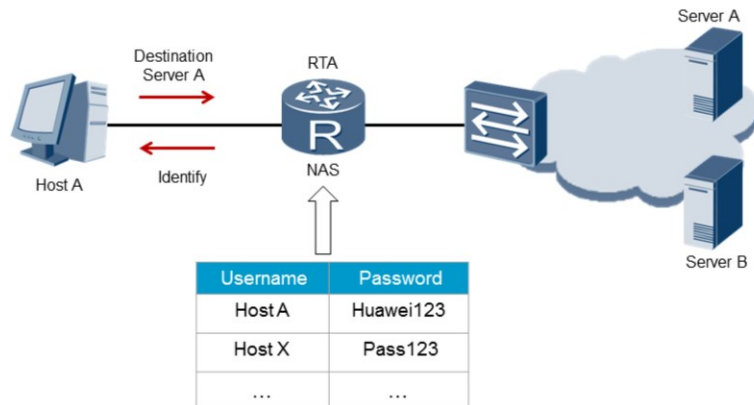 Server A
Destination
Server A
RTA
R
NAS
Host A
Identify
Server B
Username Password
Host A Huawei123
Host X Pass123
… …